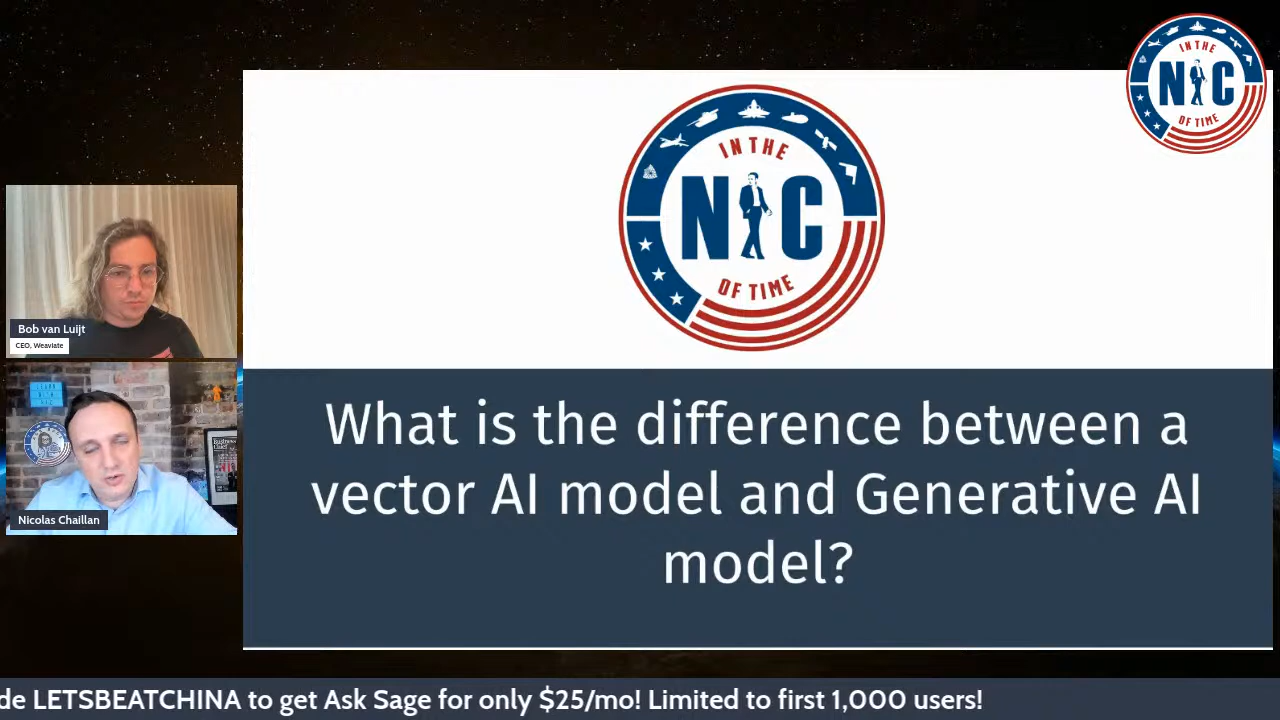 IN THE
NIC
OF TIME
IN THE
NIC
OF TIME
Bob van Luijt
CEO, Weaviate
Nicolas Chaillan
What is the difference between a
vector AI model and Generative AI
model?
de LETSBEATCHINA to get Ask Sage for only $25/mo! Limited to first 1,000 users!